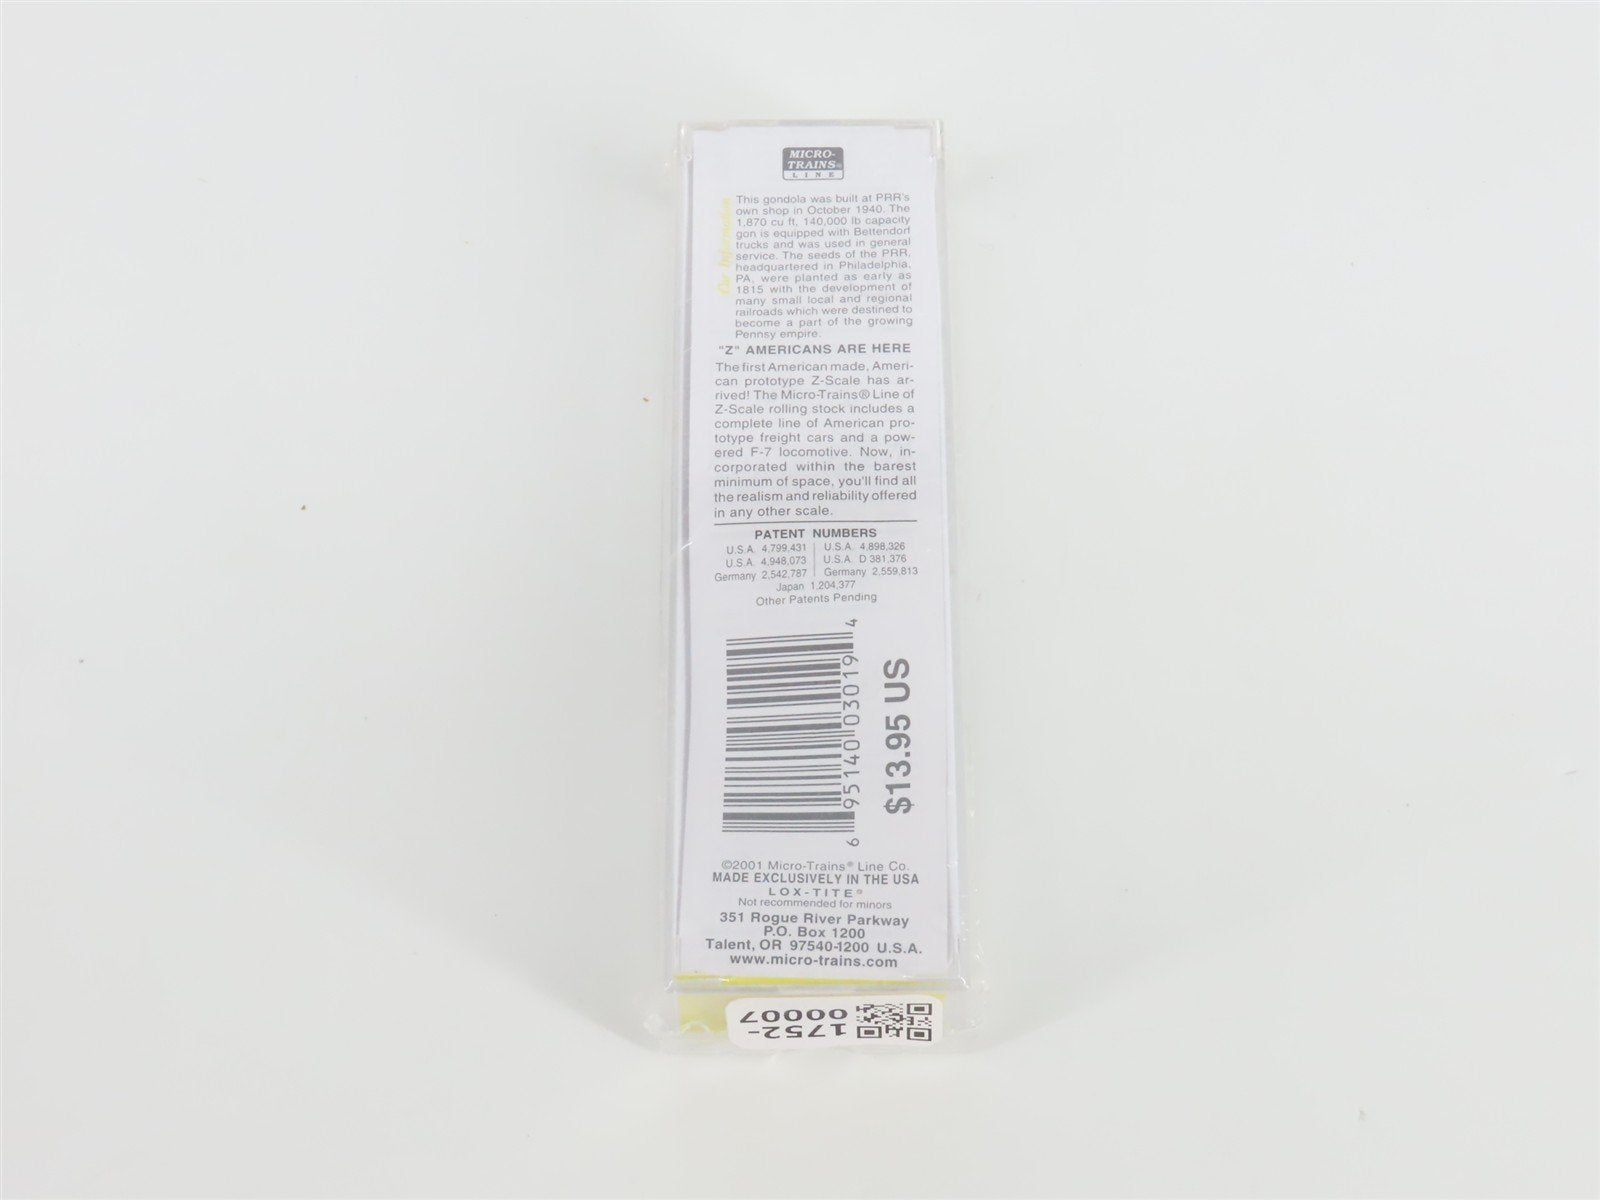 MICRO-
TRAINS®
LINE
Car Information
This gondola was built at PRR's
own shop in October 1940. The
1,870 cu ft, 140,000 lb capacity
gon is equipped with Bettendorf
trucks and was used in general
service. The seeds of the PRR,
headquartered in Philadelphia,
PA, were planted as early as
1815 with the development of
many small local and regional
railroads which were destined to
become a part of the growing
Pennsy empire.
"Z" AMERICANS ARE HERE
The first American made, Ameri-
can prototype Z-Scale has ar-
rived! The Micro-Trains® Line of
Z-Scale rolling stock includes a
complete line of American pro-
totype freight cars and a pow-
ered F-7 locomotive. Now, in-
corporated within the barest
minimum of space, you'll find all
the realism and reliability offered
in any other scale.
PATENT NUMBERS
U.S.A. 4,799,431 U.S.A. 4,898,326
U.S.A. 4,948,073 U.S.A. D 381,376
Germany 2,542,787 Germany 2,559,813
Japan 1,204,377
Other Patents Pending
6 95140 03019 4
$13.95 US
©2001 Micro-Trains® Line Co.
MADE EXCLUSIVELY IN THE USA
LOX-TITE®
Not recommended for minors
351 Rogue River Parkway
P.O. Box 1200
Talent, OR 97540-1200 U.S.A.
www.micro-trains.com
1752-
00007